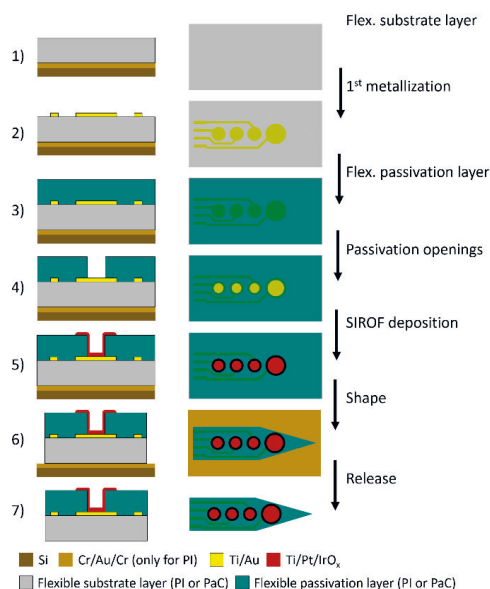 Flex. substrate layer
1)
1st metallization
2)
Flex. passivation layer
3)
Passivation openings
4)
SIROF deposition
5)
Shape
6)
Release
7)
Si Cr/Au/Cr (only for PI) Ti/Au Ti/Pt/IrOx
Flexible substrate layer (PI or PaC) Flexible passivation layer (PI or PaC)